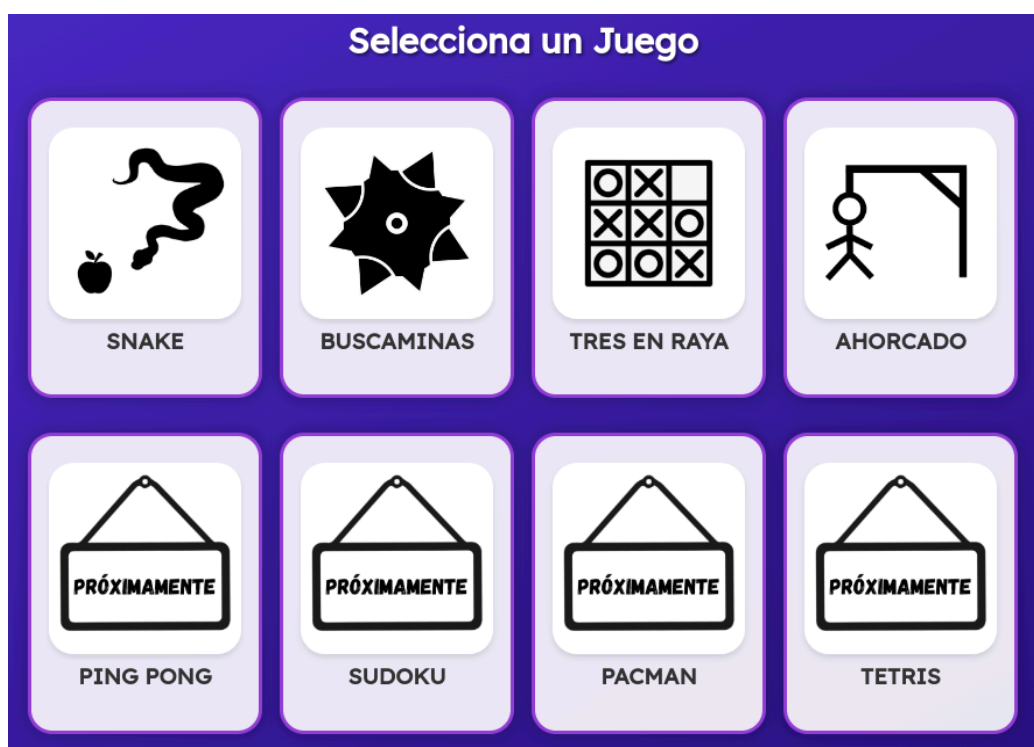 Selecciona un Juego
SNAKE
BUSCAMINAS
TRES EN RAYA
AHORCADO
PRÓXIMAMENTE
PRÓXIMAMENTE
PRÓXIMAMENTE
PRÓXIMAMENTE
PING PONG
SUDOKU
PACMAN
TETRIS